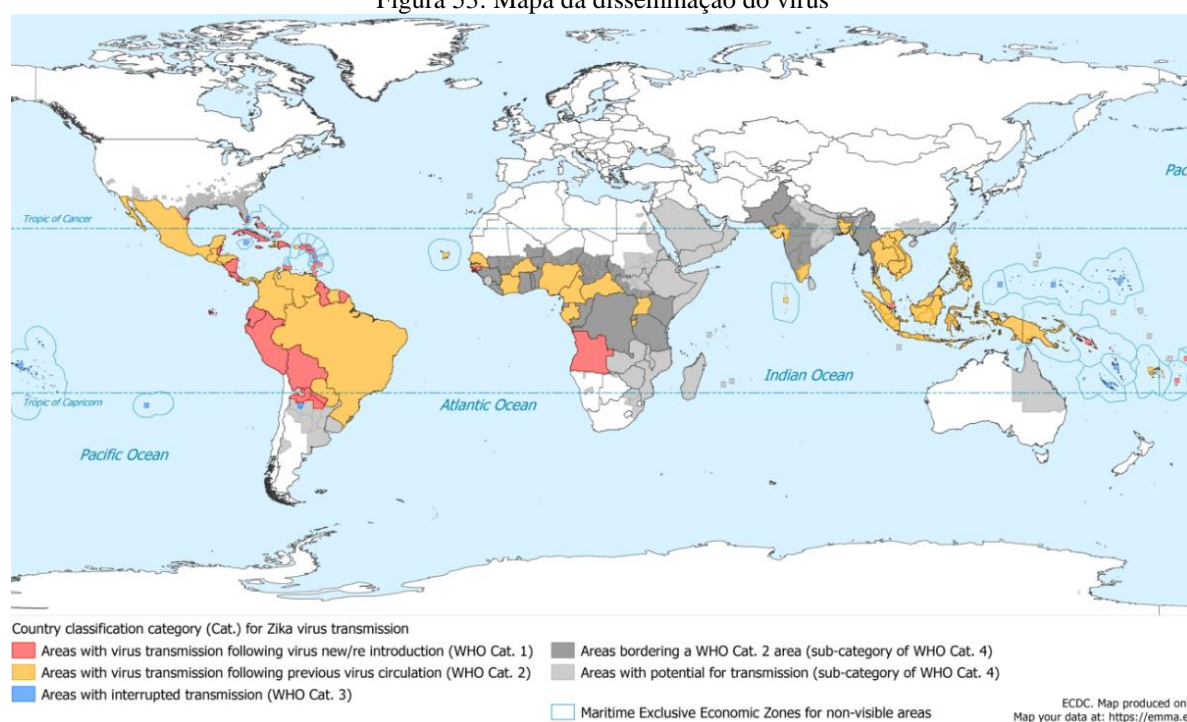 Figura 53: Mapa da disseminação do vírus
Tropic of Cancer
Tropic of Capricorn
Pacific Ocean
Atlantic Ocean
Indian Ocean
Country classification category (Cat.) for Zika virus transmission
Areas with virus transmission following virus new/re introduction (WHO Cat. 1)
Areas with virus transmission following previous virus circulation (WHO Cat. 2)
Areas with interrupted transmission (WHO Cat. 3)
Areas bordering a WHO Cat. 2 area (sub-category of WHO Cat. 4)
Areas with potential for transmission (sub-category of WHO Cat. 4)
Maritime Exclusive Economic Zones for non-visible areas
ECDC. Map produced on
Map your data at: https://emma.e